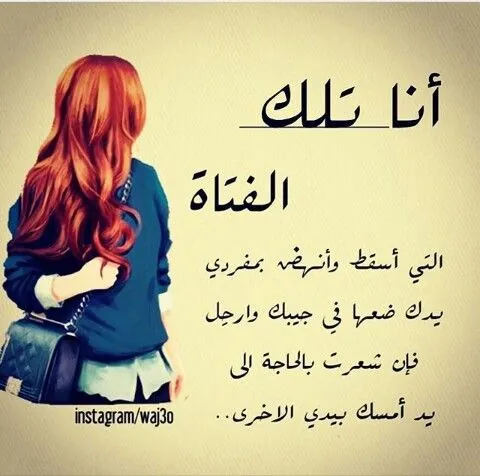 أنا تلك
الفتاة
التي أسقط وأنهض بمفردي
يدك ضعها في جيبك وارحل
فإن شعرت بالحاجة الى
يد أمسك بيدي الاخرى..
instagram/waj3o